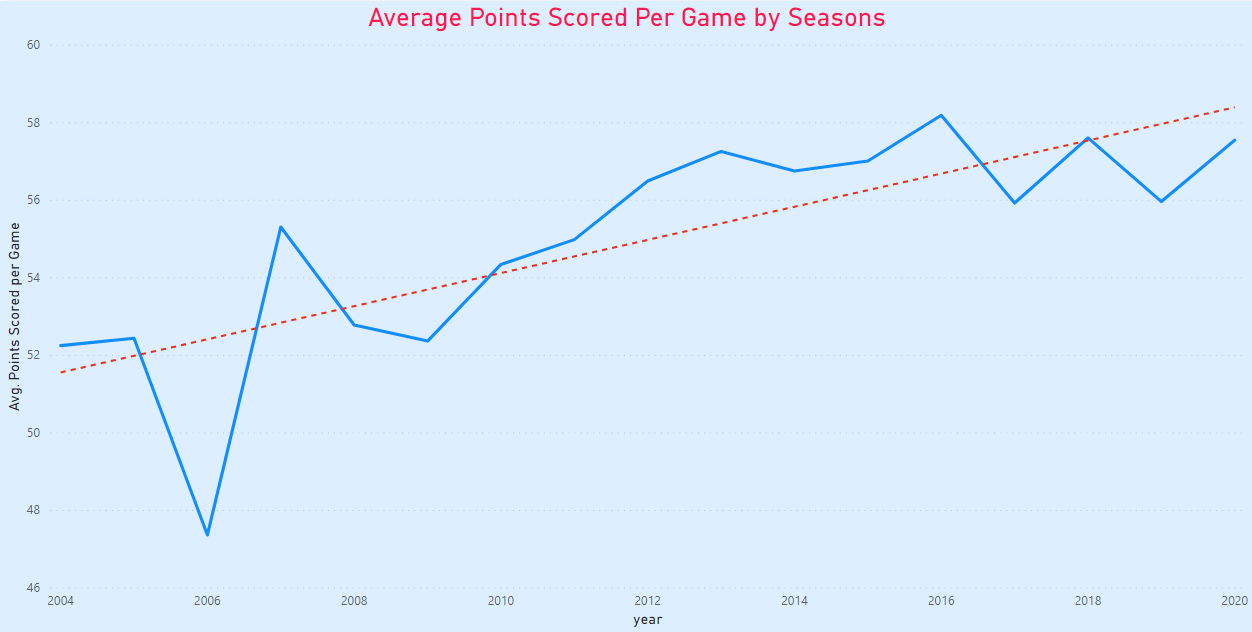 Average Points Scored Per Game by Seasons
60
58
56
54
52
50
48
46
Avg. Points Scored per Game
2004 2006 2008 2010 2012 2014 2016 2018 2020
year